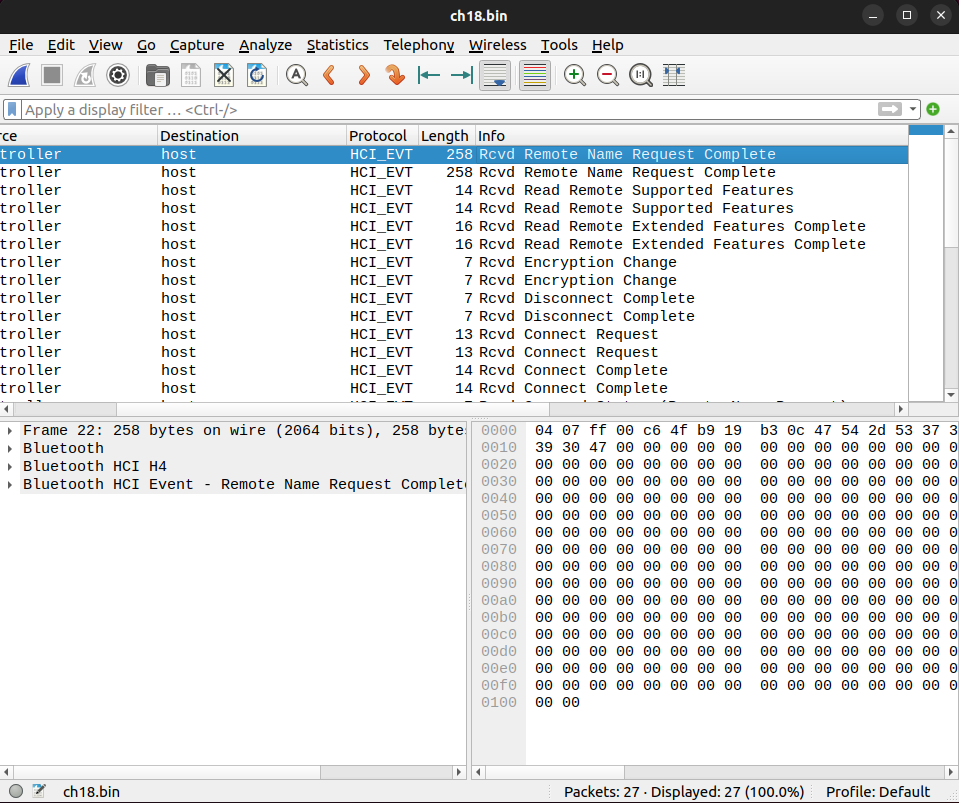 ch18.bin
File Edit View Go Capture Analyze Statistics Telephony Wireless Tools Help
Apply a display filter … <Ctrl-/>
rce Destination Protocol Length Info
troller host HCI_EVT 258 Rcvd Remote Name Request Complete
troller host HCI_EVT 258 Rcvd Remote Name Request Complete
troller host HCI_EVT 14 Rcvd Read Remote Supported Features
troller host HCI_EVT 14 Rcvd Read Remote Supported Features
troller host HCI_EVT 16 Rcvd Read Remote Extended Features Complete
troller host HCI_EVT 16 Rcvd Read Remote Extended Features Complete
troller host HCI_EVT 7 Rcvd Encryption Change
troller host HCI_EVT 7 Rcvd Encryption Change
troller host HCI_EVT 7 Rcvd Disconnect Complete
troller host HCI_EVT 7 Rcvd Disconnect Complete
troller host HCI_EVT 13 Rcvd Connect Request
troller host HCI_EVT 13 Rcvd Connect Request
troller host HCI_EVT 14 Rcvd Connect Complete
troller host HCI_EVT 14 Rcvd Connect Complete
Frame 22: 258 bytes on wire (2064 bits), 258 byte
Bluetooth
Bluetooth HCI H4
Bluetooth HCI Event - Remote Name Request Complete
0000 04 07 ff 00 c6 4f b9 19 b3 0c 47 54 2d 53 37 3
0010 39 30 47 00 00 00 00 00 00 00 00 00 00 00 00 0
0020 00 00 00 00 00 00 00 00 00 00 00 00 00 00 00 0
0030 00 00 00 00 00 00 00 00 00 00 00 00 00 00 00 0
0040 00 00 00 00 00 00 00 00 00 00 00 00 00 00 00 0
0050 00 00 00 00 00 00 00 00 00 00 00 00 00 00 00 0
0060 00 00 00 00 00 00 00 00 00 00 00 00 00 00 00 0
0070 00 00 00 00 00 00 00 00 00 00 00 00 00 00 00 0
0080 00 00 00 00 00 00 00 00 00 00 00 00 00 00 00 0
0090 00 00 00 00 00 00 00 00 00 00 00 00 00 00 00 0
00a0 00 00 00 00 00 00 00 00 00 00 00 00 00 00 00 0
00b0 00 00 00 00 00 00 00 00 00 00 00 00 00 00 00 0
00c0 00 00 00 00 00 00 00 00 00 00 00 00 00 00 00 0
00d0 00 00 00 00 00 00 00 00 00 00 00 00 00 00 00 0
00e0 00 00 00 00 00 00 00 00 00 00 00 00 00 00 00 0
00f0 00 00 00 00 00 00 00 00 00 00 00 00 00 00 00 0
0100 00 00
ch18.bin Packets: 27 · Displayed: 27 (100.0%) Profile: Default